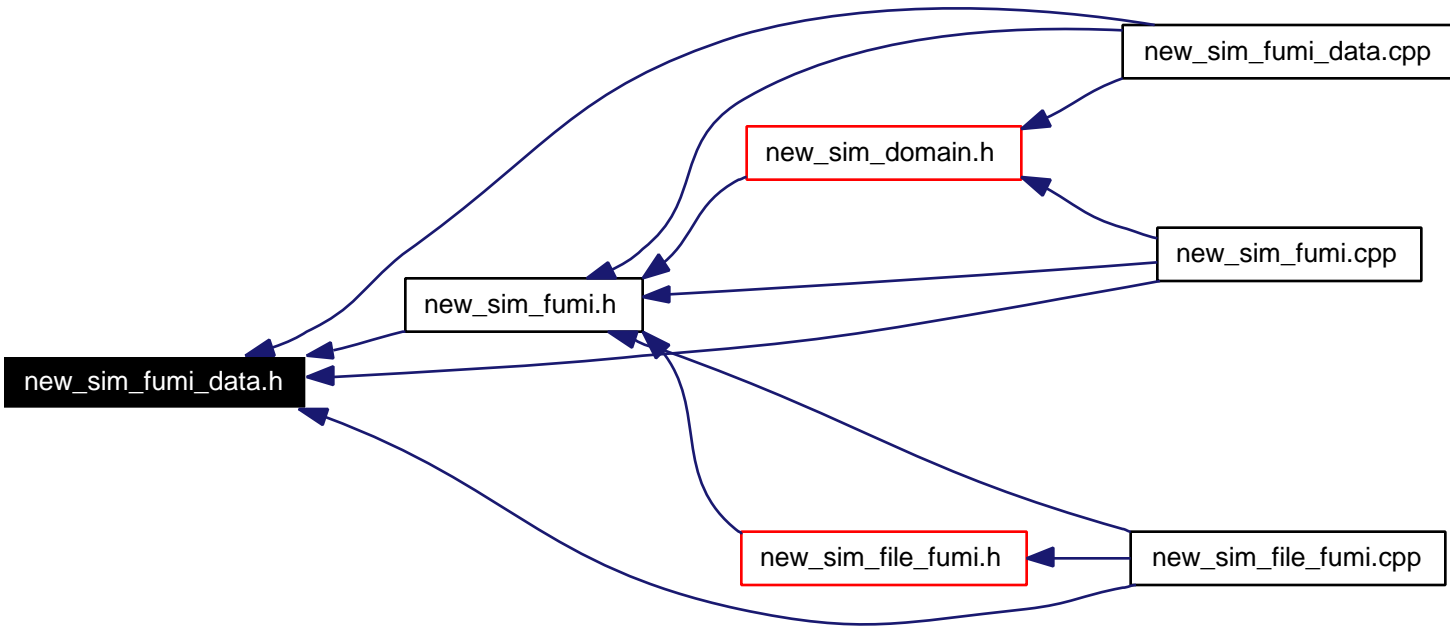 new_sim_fumi_data.cpp
new_sim_domain.h
new_sim_fumi.cpp
new_sim_fumi.h
new_sim_fumi_data.h
new_sim_file_fumi.h
new_sim_file_fumi.cpp